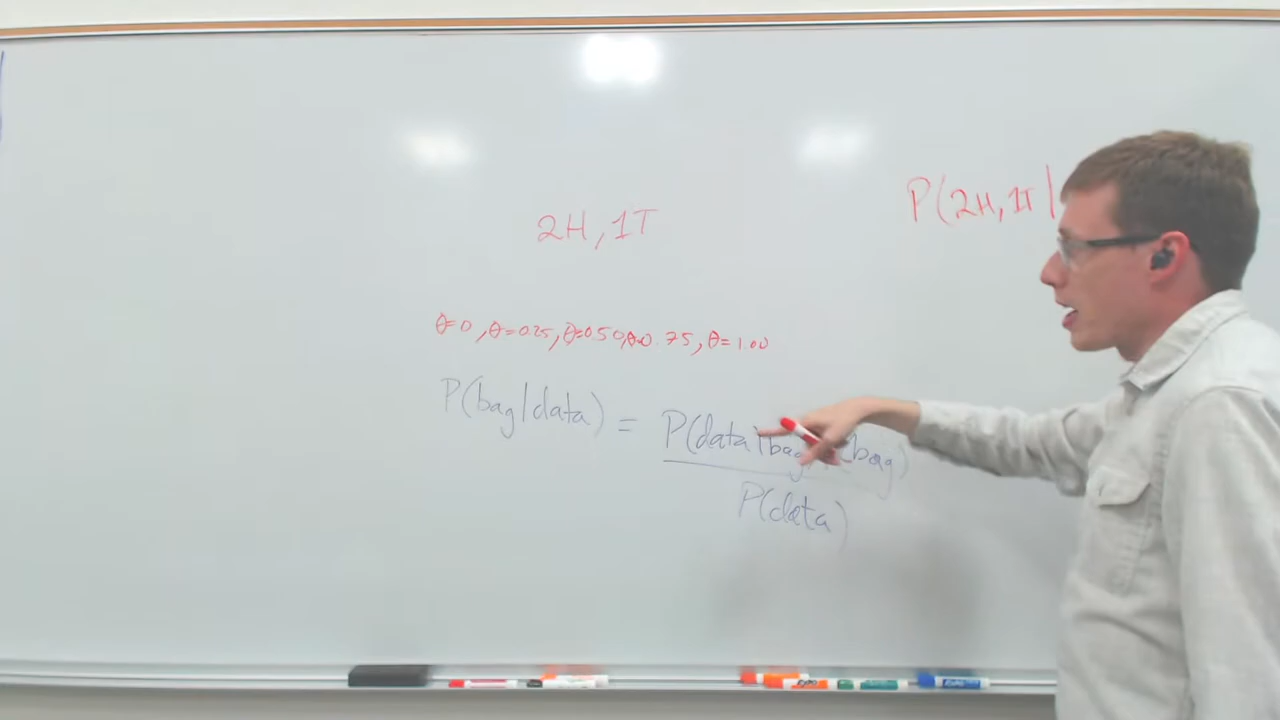 P(2H, 1T |
2H, 1T
θ=0, θ=0.25, θ=0.50, θ=0.75, θ=1.00
P(bag|data) = P(data|bag) (bag)
P(data)